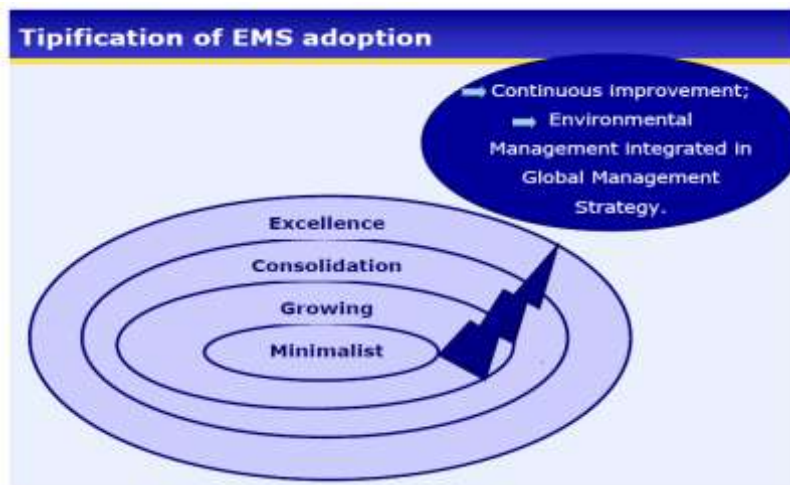 Tipification of EMS adoption
Continuous improvement;
Environmental
Management integrated in
Global Management
Strategy.
Excellence
Consolidation
Growing
Minimalist